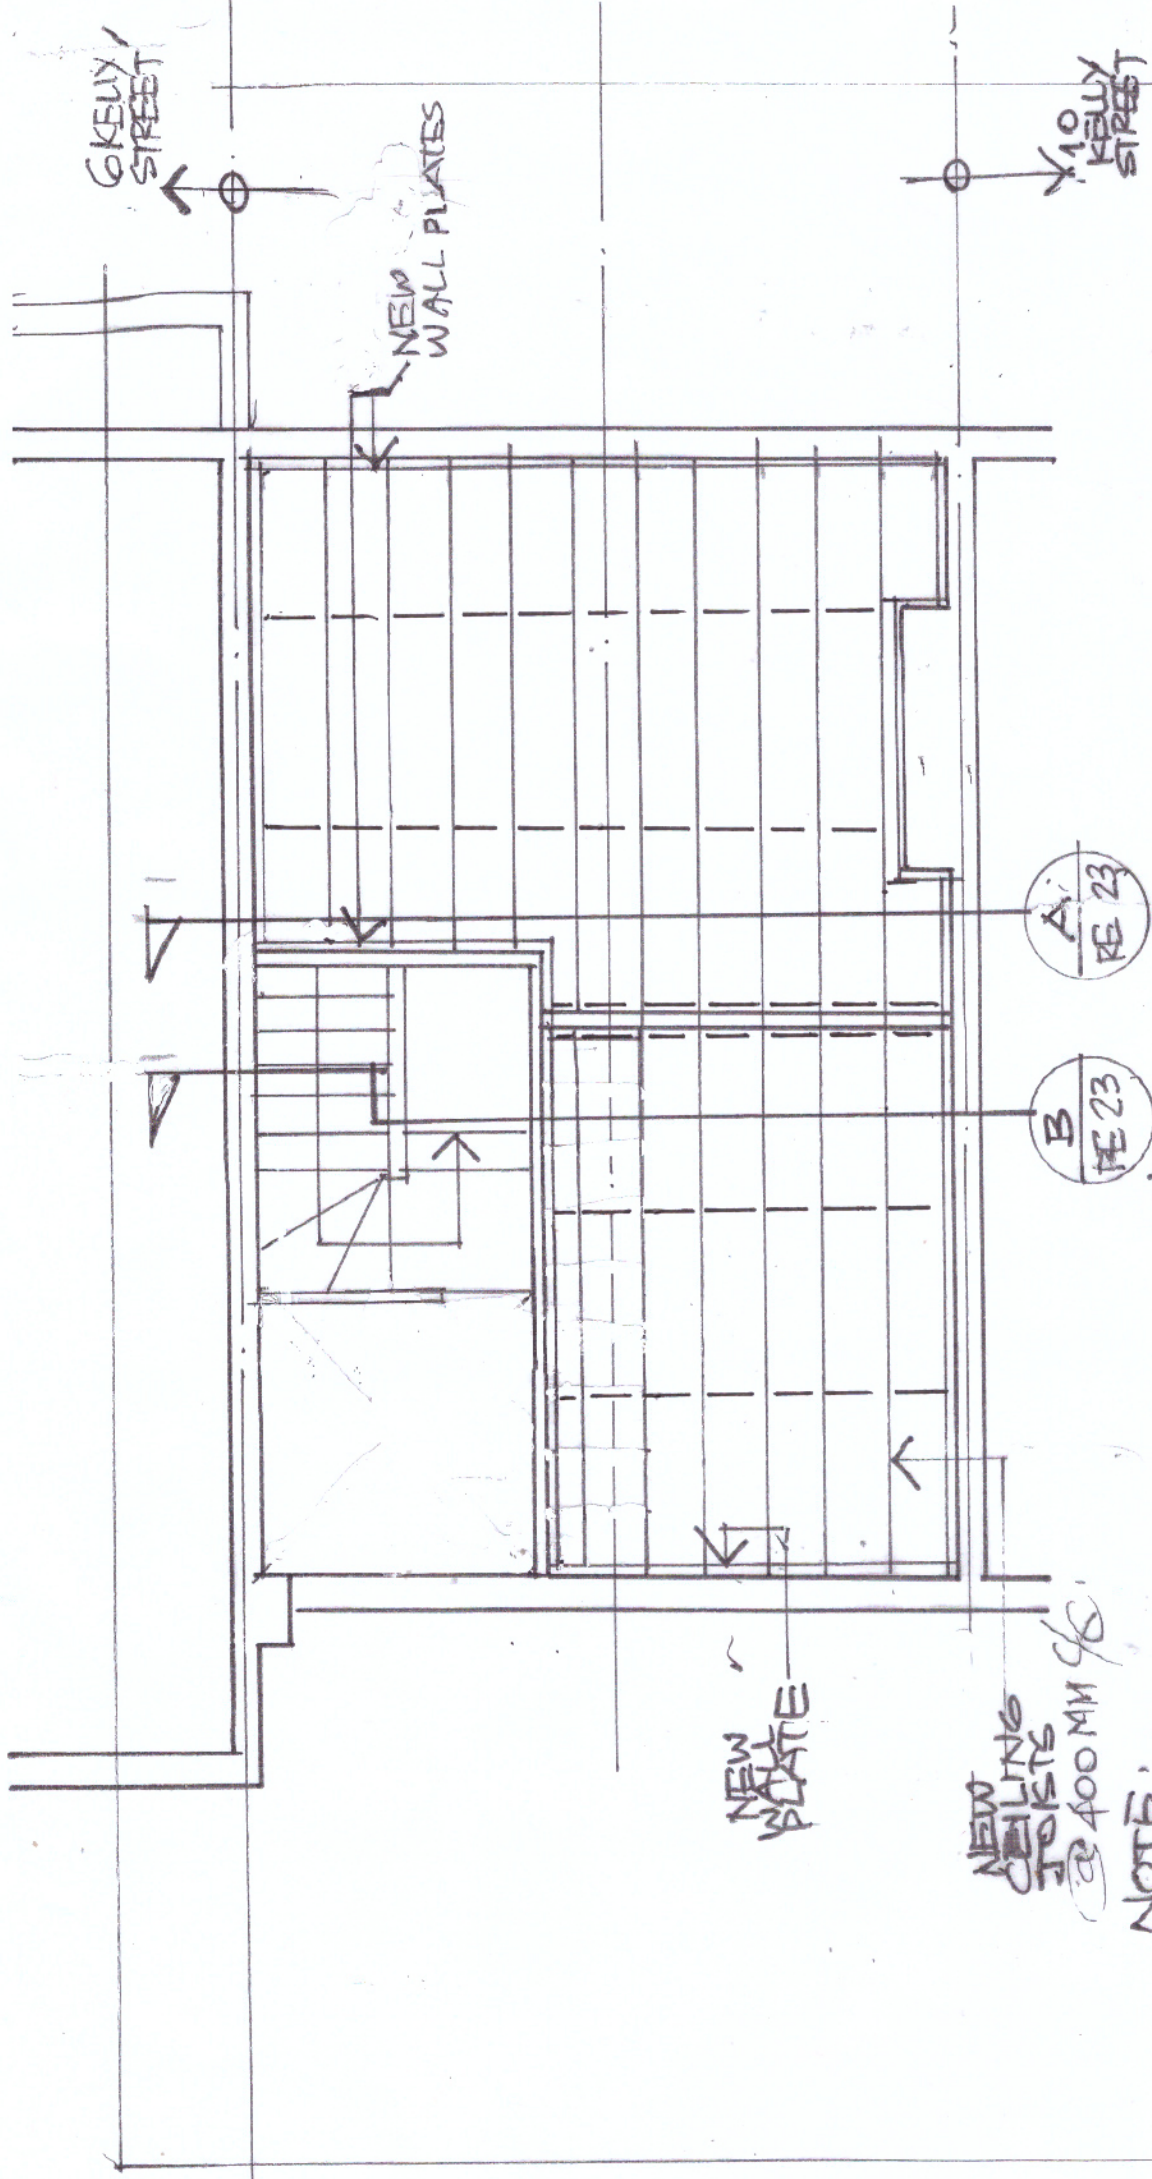 6 KELLY
STREET
NEW
WALL PLATES
10
KELLY
STREET
A
RE 23
B
RE 23
NEW
WALL
PLATE
NEW
CEILING
JOISTS
@ 400 MM C/S.
NOTE: